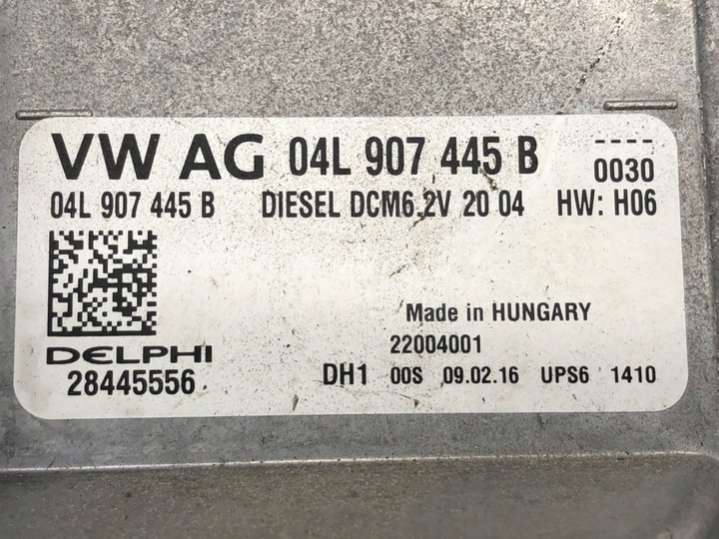 VW AG 04L 907 445 B
----
0030
04L 907 445 B DIESEL DCM6.2V 20 04 HW: H06
Made in HUNGARY
DELPHI 22004001
28445556 DH1 00S 09.02.16 UPS6 1410